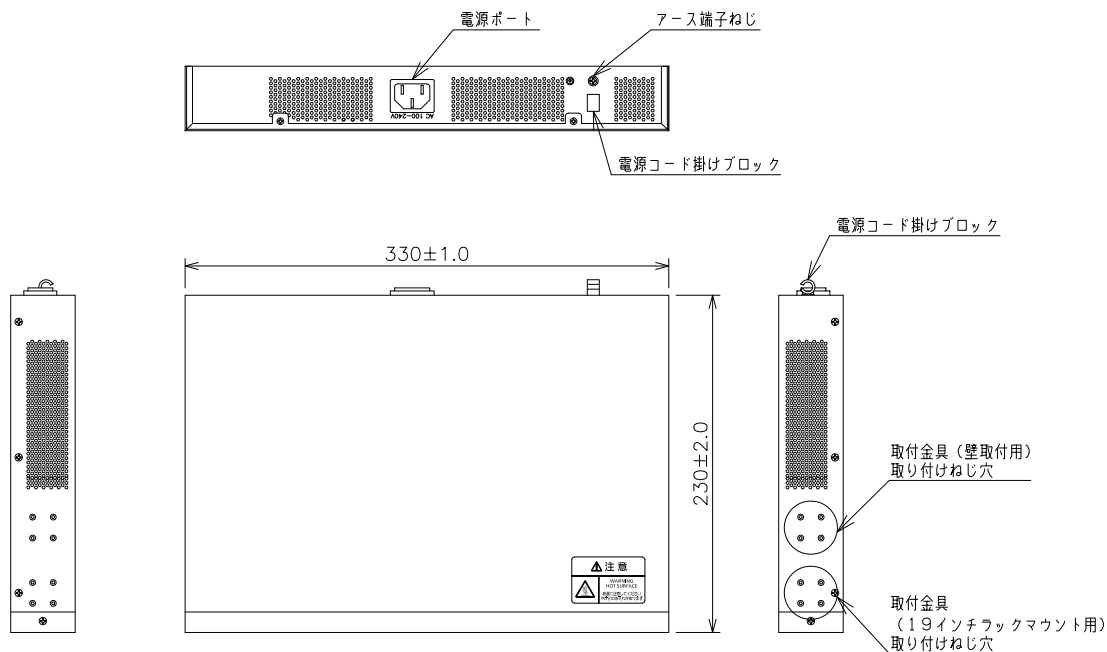 電源ポート
アース端子ねじ
AC 100-240V
電源コード掛けブロック
電源コード掛けブロック
330±1.0
230±2.0
取付金具（壁取付用）
取り付けねじ穴
注意
WARNING
HOT SURFACE
取付金具
（１９インチラックマウント用）
取り付けねじ穴